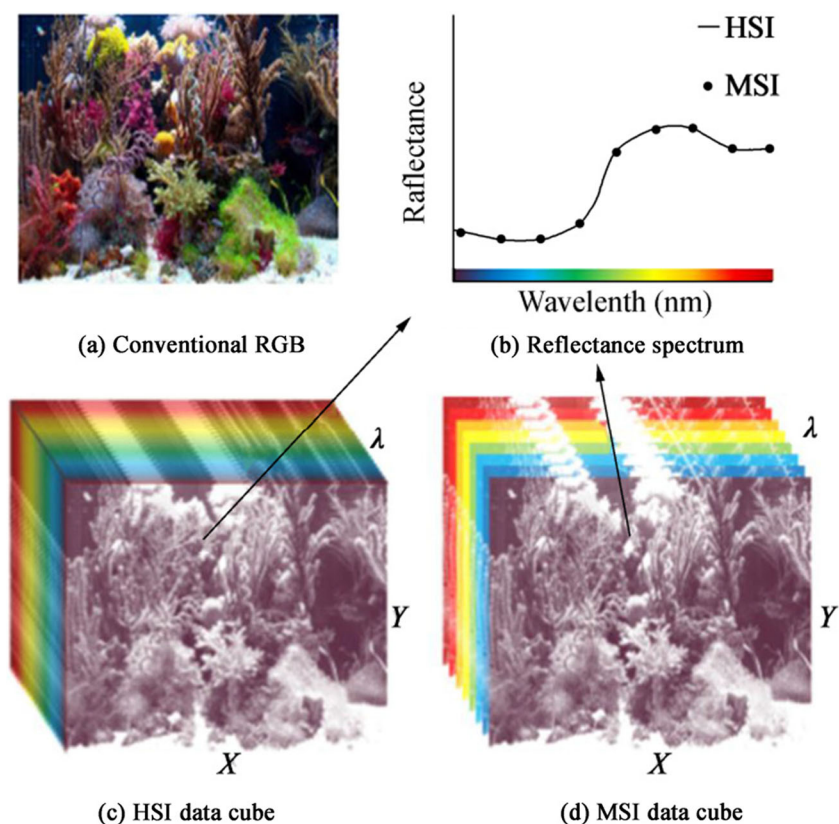 HSI
MSI
Raflectance
Wavelenth (nm)
(a) Conventional RGB
(b) Reflectance spectrum
λ
Y
X
λ
Y
X
(c) HSI data cube
(d) MSI data cube